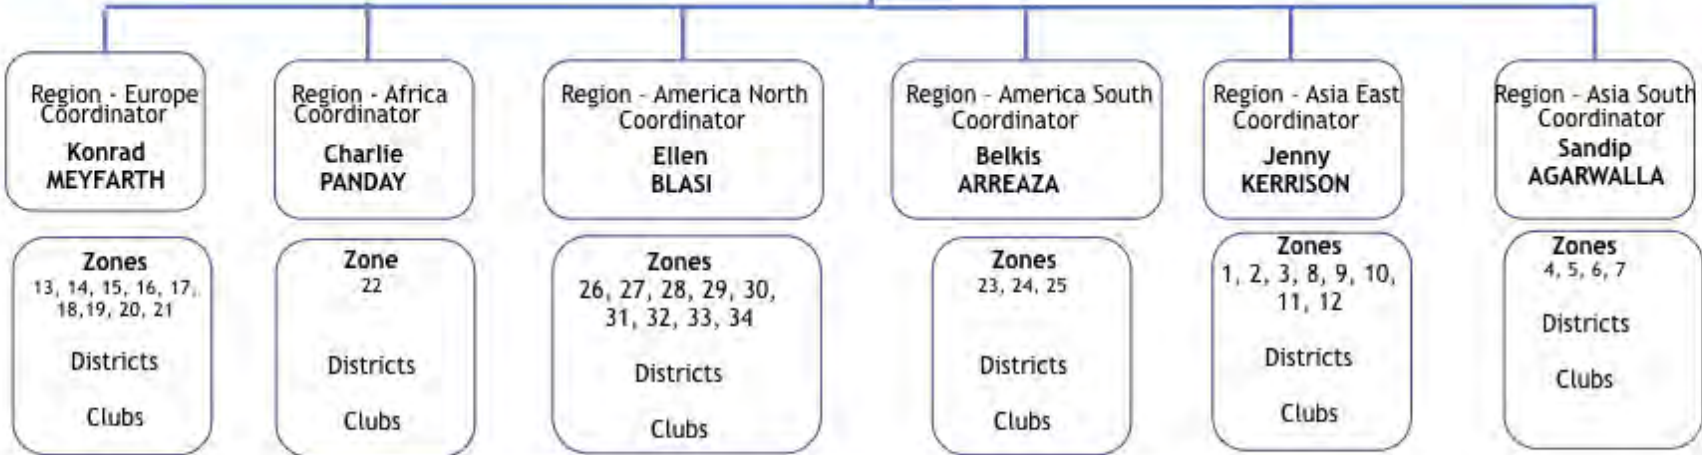 Region - Europe
Coordinator
Konrad
MEYFARTH
Region - Africa
Coordinator
Charlie
PANDAY
Region - America North
Coordinator
Ellen
BLASI
Region - America South
Coordinator
Belkis
ARREAZA
Region - Asia East
Coordinator
Jenny
KERRISON
Region - Asia South
Coordinator
Sandip
AGARWALLA
Zones
13, 14, 15, 16, 17,
18,19, 20, 21
Districts
Clubs
Zone
22
Districts
Clubs
Zones
26, 27, 28, 29, 30,
31, 32, 33, 34
Districts
Clubs
Zones
23, 24, 25
Districts
Clubs
Zones
1, 2, 3, 8, 9, 10,
11, 12
Districts
Clubs
Zones
4, 5, 6, 7
Districts
Clubs